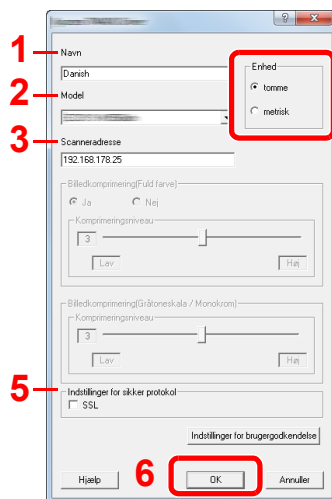 1
Navn
Danish
Enhed
tomme
metrisk
2
Model
3
Scanneradresse
192.168.178.25
Billedkomprimering(Fuld farve)
Ja
Nej
Komprimeringsniveau
3
Lav
Høj
Billedkomprimering(Gråtoneskala / Monokrom)
Komprimeringsniveau
3
Lav
Høj
5
Indstillinger for sikker protokol
SSL
Indstillinger for brugergodkendelse
6
Hjælp
OK
Annuller